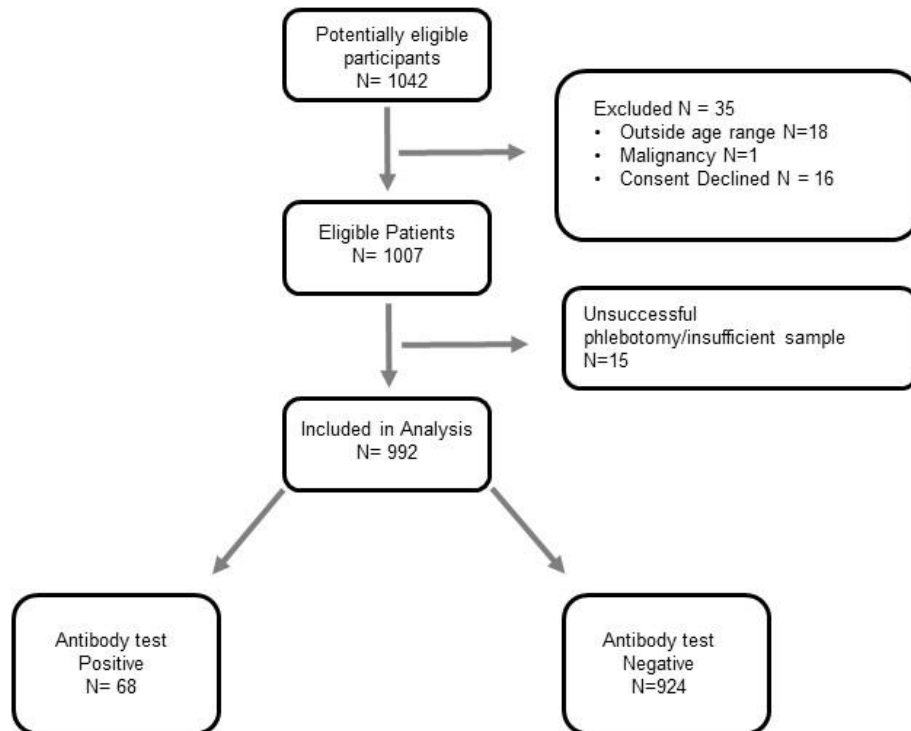 Potentially eligible
participants
N= 1042
Excluded N = 35
• Outside age range N=18
• Malignancy N=1
• Consent Declined N = 16
Eligible Patients
N= 1007
Unsuccessful
phlebotomy/insufficient sample
N=15
Included in Analysis
N= 992
Antibody test
Positive
N= 68
Antibody test
Negative
N=924